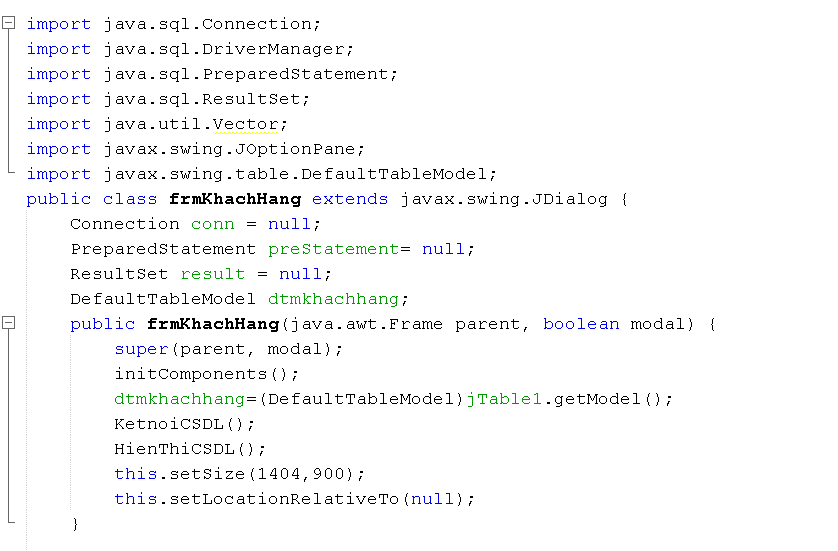 import java.sql.Connection;
import java.sql.DriverManager;
import java.sql.PreparedStatement;
import java.sql.ResultSet;
import java.util.Vector;
import javax.swing.JOptionPane;
import javax.swing.table.DefaultTableModel;
public class frmKhachHang extends javax.swing.JDialog {
    Connection conn = null;
    PreparedStatement preStatement= null;
    ResultSet result = null;
    DefaultTableModel dtmkhachhang;
    public frmKhachHang(java.awt.Frame parent, boolean modal) {
        super(parent, modal);
        initComponents();
        dtmkhachhang=(DefaultTableModel)jTable1.getModel();
        KetnoiCSDL();
        HienThiCSDL();
        this.setSize(1404,900);
        this.setLocationRelativeTo(null);
    }